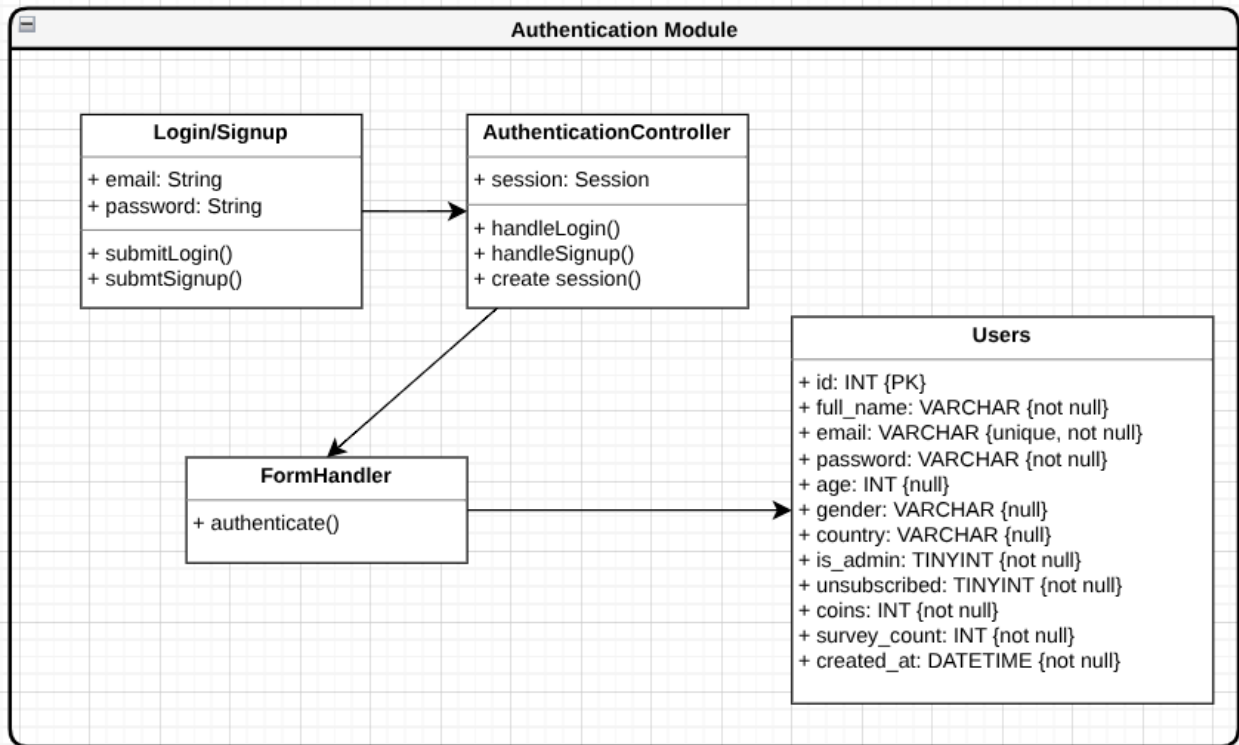 Authentication Module
Login/Signup
+ email: String
+ password: String
+ submitLogin()
+ submtSignup()
AuthenticationController
+ session: Session
+ handleLogin()
+ handleSignup()
+ create session()
FormHandler
+ authenticate()
Users
+ id: INT {PK}
+ full_name: VARCHAR {not null}
+ email: VARCHAR {unique, not null}
+ password: VARCHAR {not null}
+ age: INT {null}
+ gender: VARCHAR {null}
+ country: VARCHAR {null}
+ is_admin: TINYINT {not null}
+ unsubscribed: TINYINT {not null}
+ coins: INT {not null}
+ survey_count: INT {not null}
+ created_at: DATETIME {not null}